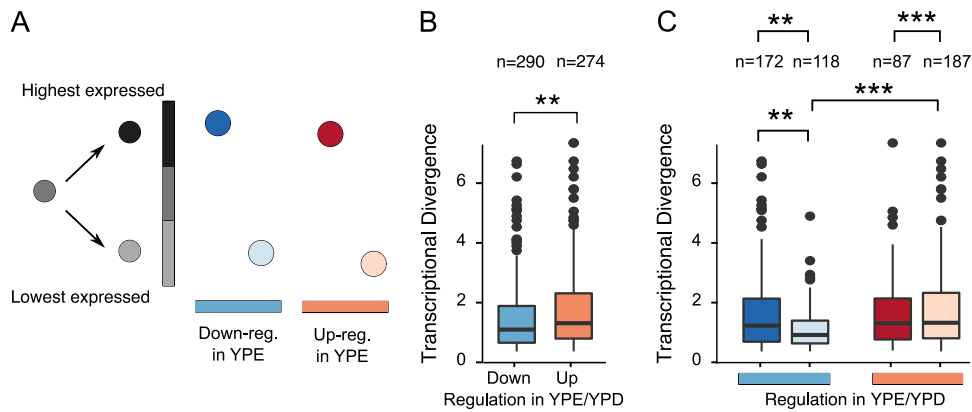 A
Highest expressed
Lowest expressed
Down-reg.
in YPE
Up-reg.
in YPE
B
n=290 n=274
**
Transcriptional Divergence
6
4
2
0
Down Up
Regulation in YPE/YPD
C
** ***
n=172 n=118 n=87 n=187
***
**
Transcriptional Divergence
6
4
2
0
Regulation in YPE/YPD